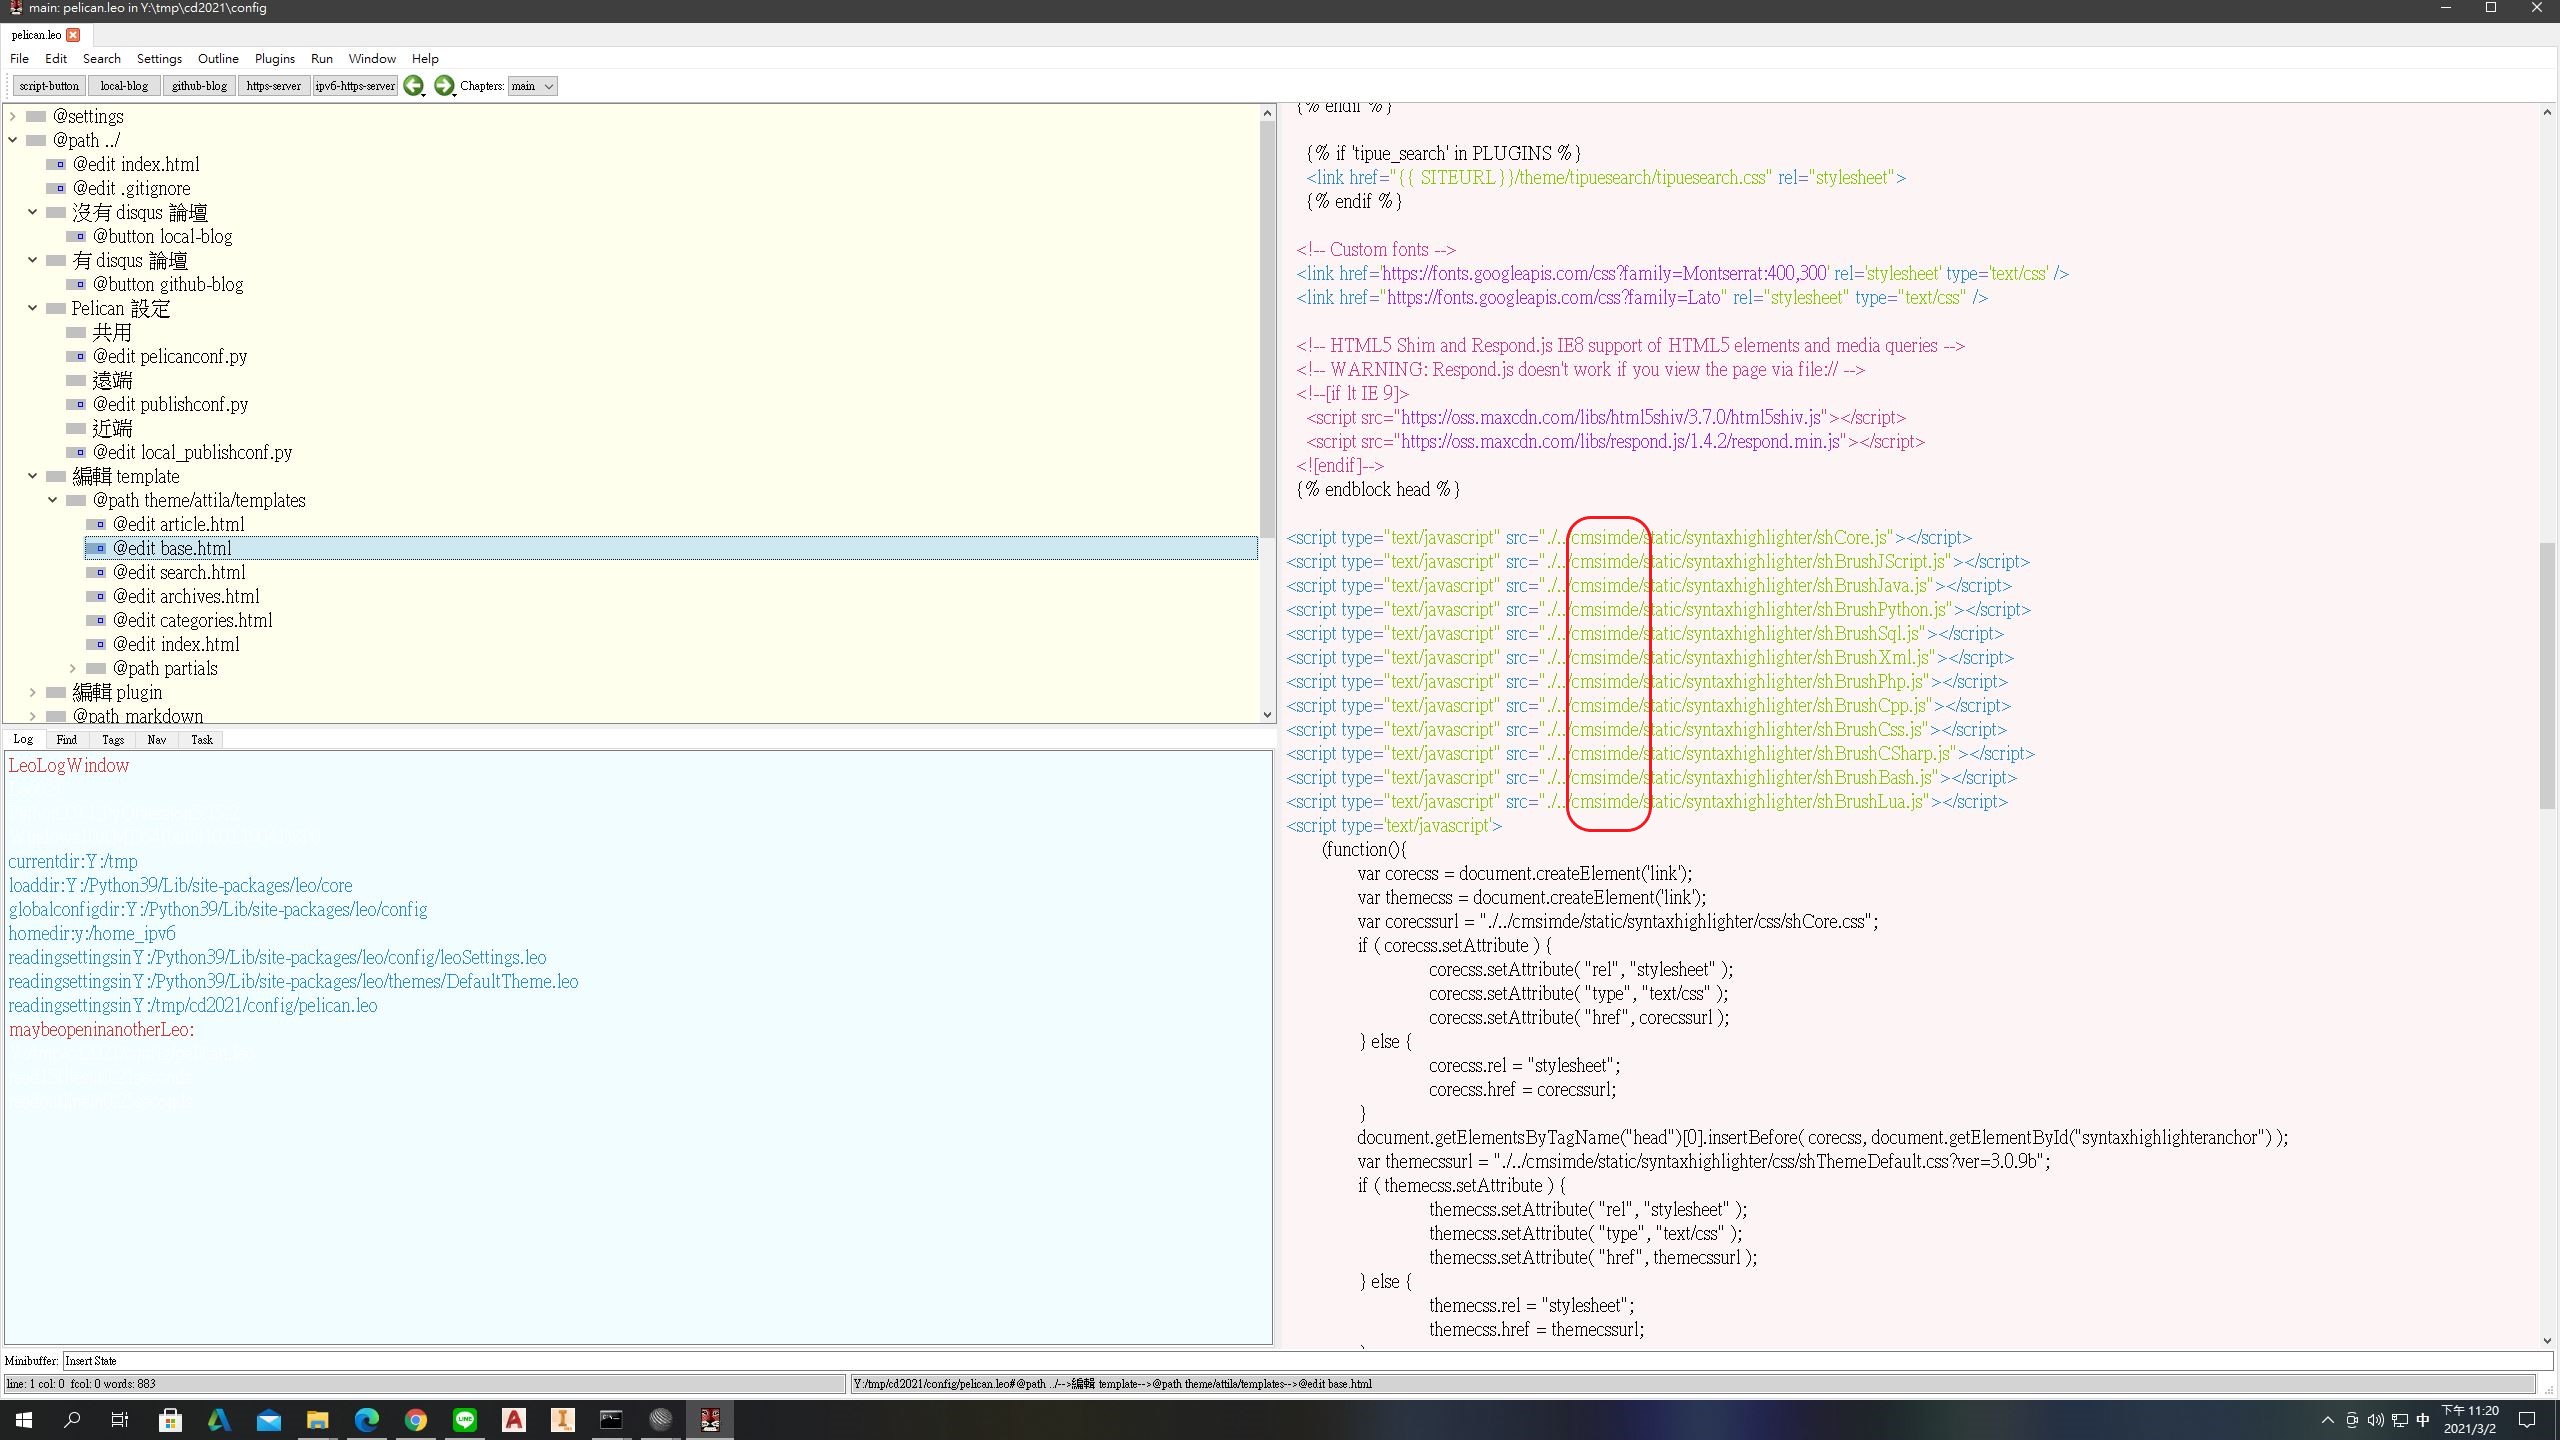 main: pelican.leo in Y:\tmp\cd2021\config
pelican.leo
File Edit Search Settings Outline Plugins Run Window Help
script-button local-blog github-blog https-server ipv6-https-server Chapters: main
@settings
@path ../
@edit index.html
@edit .gitignore
沒有 disqus 論壇
@button local-blog
有 disqus 論壇
@button github-blog
Pelican 設定
共用
@edit pelicanconf.py
遠端
@edit publishconf.py
近端
@edit local_publishconf.py
編輯 template
@path theme/attila/templates
@edit article.html
@edit base.html
@edit search.html
@edit archives.html
@edit categories.html
@edit index.html
@path partials
編輯 plugin
@path markdown
Log Find Tags Nav Task
LeoLogWindow
currentdir:Y:/tmp
loaddir:Y:/Python39/Lib/site-packages/leo/core
globalconfigdir:Y:/Python39/Lib/site-packages/leo/config
homedir:y:/home_ipv6
readingsettingsinY:/Python39/Lib/site-packages/leo/config/leoSettings.leo
readingsettingsinY:/Python39/Lib/site-packages/leo/themes/DefaultTheme.leo
readingsettingsinY:/tmp/cd2021/config/pelican.leo
maybeopeninanotherLeo:
{% endif %}
{% if 'tipue_search' in PLUGINS %}
<link href="{{ SITEURL }}/theme/tipuesearch/tipuesearch.css" rel="stylesheet">
{% endif %}
<!-- Custom fonts -->
<link href='https://fonts.googleapis.com/css?family=Montserrat:400,300' rel='stylesheet' type='text/css' />
<link href="https://fonts.googleapis.com/css?family=Lato" rel="stylesheet" type="text/css" />
<!-- HTML5 Shim and Respond.js IE8 support of HTML5 elements and media queries -->
<!-- WARNING: Respond.js doesn't work if you view the page via file:// -->
<!--[if lt IE 9]>
<script src="https://oss.maxcdn.com/libs/html5shiv/3.7.0/html5shiv.js"></script>
<script src="https://oss.maxcdn.com/libs/respond.js/1.4.2/respond.min.js"></script>
<![endif]-->
{% endblock head %}
<script type="text/javascript" src="./../cmsimde/static/syntaxhighlighter/shCore.js"></script>
<script type="text/javascript" src="./../cmsimde/static/syntaxhighlighter/shBrushJScript.js"></script>
<script type="text/javascript" src="./../cmsimde/static/syntaxhighlighter/shBrushJava.js"></script>
<script type="text/javascript" src="./../cmsimde/static/syntaxhighlighter/shBrushPython.js"></script>
<script type="text/javascript" src="./../cmsimde/static/syntaxhighlighter/shBrushSql.js"></script>
<script type="text/javascript" src="./../cmsimde/static/syntaxhighlighter/shBrushXml.js"></script>
<script type="text/javascript" src="./../cmsimde/static/syntaxhighlighter/shBrushPhp.js"></script>
<script type="text/javascript" src="./../cmsimde/static/syntaxhighlighter/shBrushCpp.js"></script>
<script type="text/javascript" src="./../cmsimde/static/syntaxhighlighter/shBrushCss.js"></script>
<script type="text/javascript" src="./../cmsimde/static/syntaxhighlighter/shBrushCSharp.js"></script>
<script type="text/javascript" src="./../cmsimde/static/syntaxhighlighter/shBrushBash.js"></script>
<script type="text/javascript" src="./../cmsimde/static/syntaxhighlighter/shBrushLua.js"></script>
<script type='text/javascript'>
(function(){
var corecss = document.createElement('link');
var themecss = document.createElement('link');
var corecssurl = "./../cmsimde/static/syntaxhighlighter/css/shCore.css";
if ( corecss.setAttribute ) {
corecss.setAttribute( "rel", "stylesheet" );
corecss.setAttribute( "type", "text/css" );
corecss.setAttribute( "href", corecssurl );
} else {
corecss.rel = "stylesheet";
corecss.href = corecssurl;
}
document.getElementsByTagName("head")[0].insertBefore( corecss, document.getElementById("syntaxhighlighteranchor") );
var themecssurl = "./../cmsimde/static/syntaxhighlighter/css/shThemeDefault.css?ver=3.0.9b";
if ( themecss.setAttribute ) {
themecss.setAttribute( "rel", "stylesheet" );
themecss.setAttribute( "type", "text/css" );
themecss.setAttribute( "href", themecssurl );
} else {
themecss.rel = "stylesheet";
themecss.href = themecssurl;
Minibuffer: Insert State
line: 1 col: 0 fcol: 0 words: 883
Y:/tmp/cd2021/config/pelican.leo#@path ../-->編輯 template-->@path theme/attila/templates-->@edit base.html
中
下午 11:20
2021/3/2